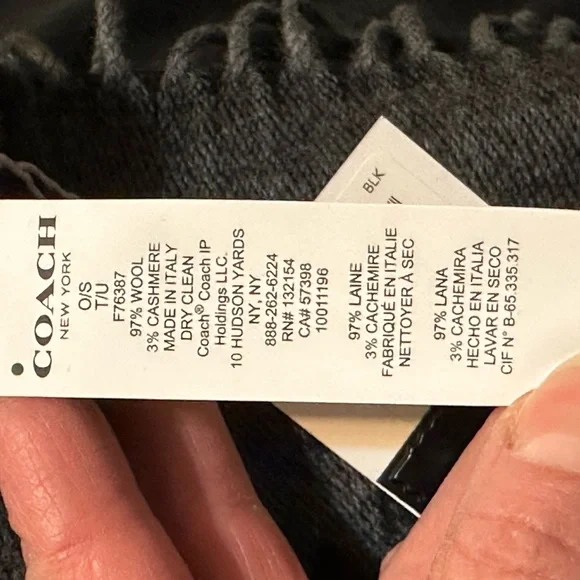 COACH
NEW YORK
O/S
T/U
F76387
97% WOOL
3% CASHMERE
MADE IN ITALY
DRY CLEAN
Coach® Coach IP
Holdings LLC.
10 HUDSON YARDS
NY, NY
888-262-6224
RN# 132154
CA# 57398
10011196
97% LAINE
3% CACHEMIRE
FABRIQUÉ EN ITALIE
NETTOYER À SEC
97% LANA
3% CACHEMIRA
HECHO EN ITALIA
LAVAR EN SECO
CIF N° B-65.335.317
BLK